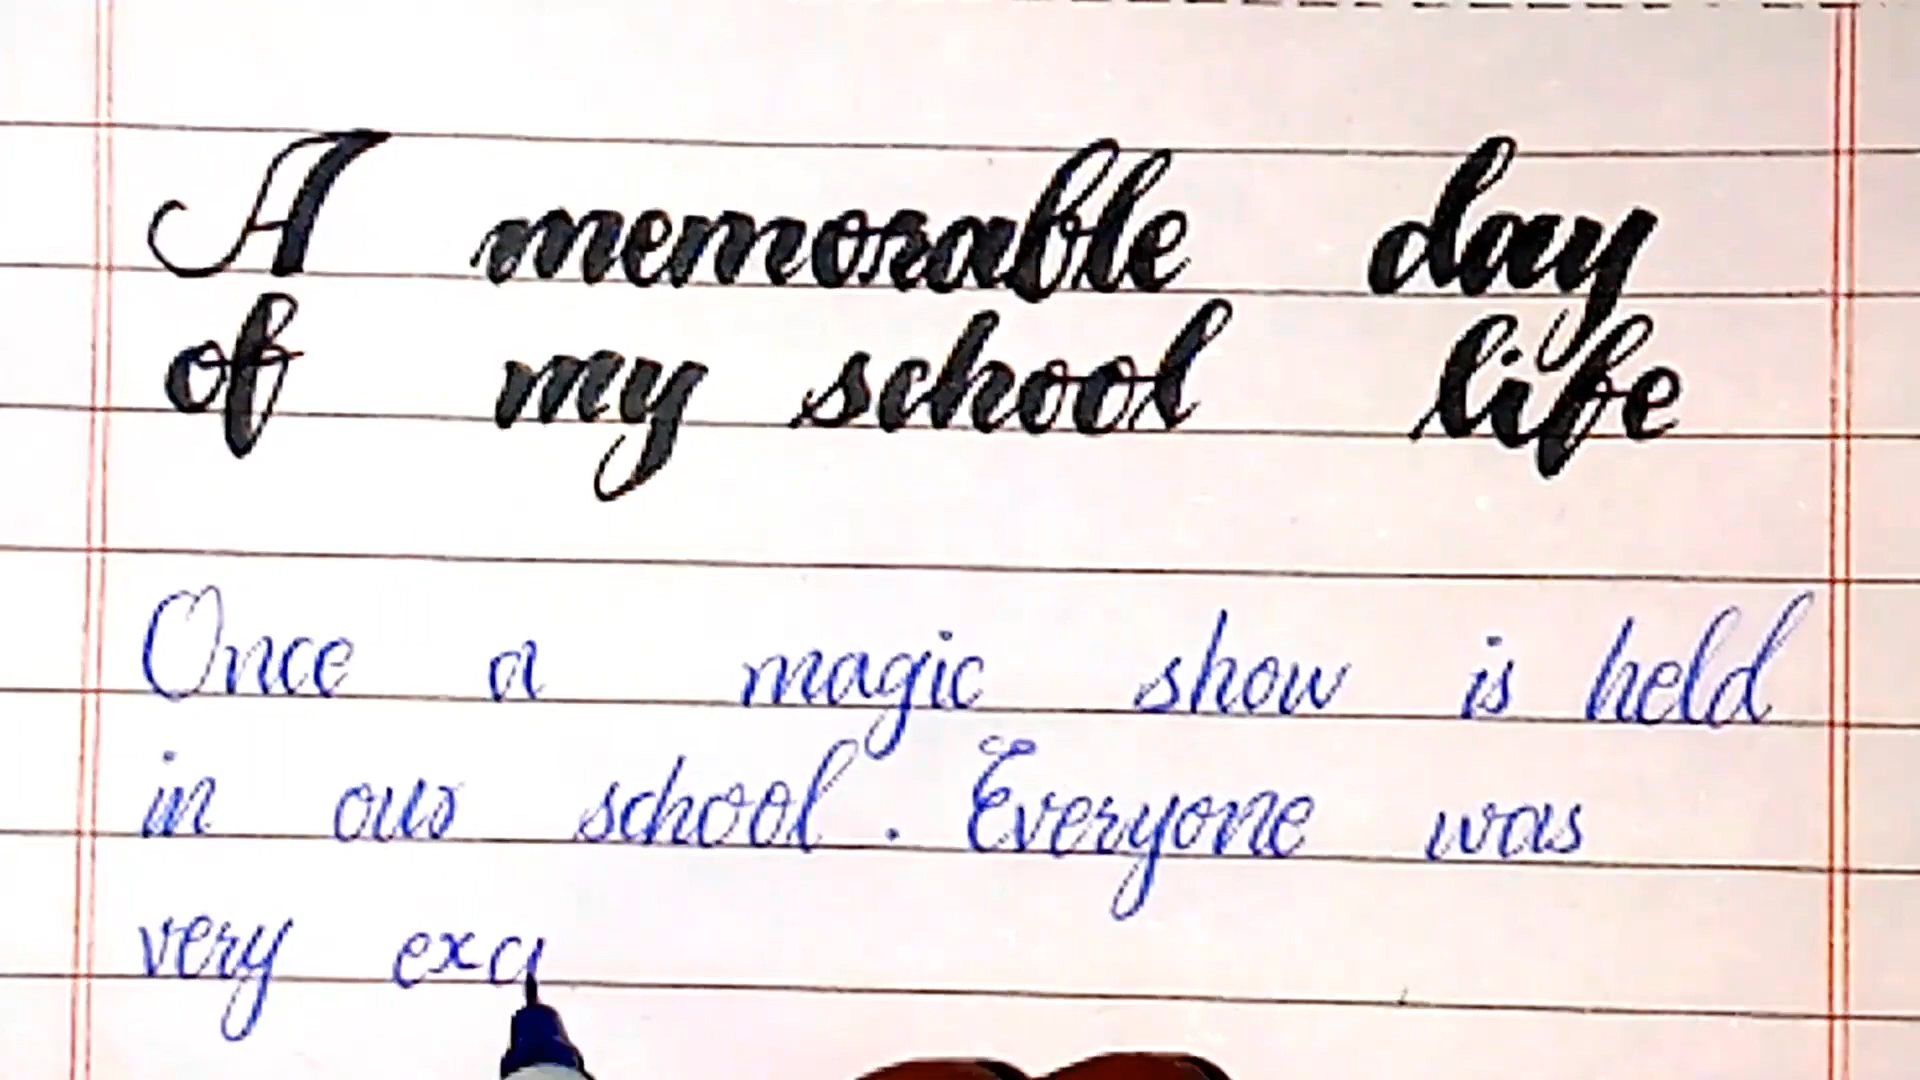 A memorable day
of my school life
Once a magic show is held
in our school. Everyone was
very exc